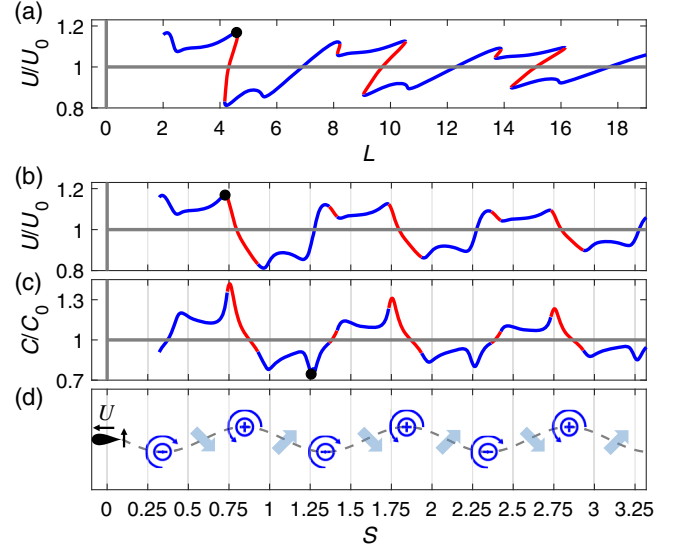 (a)
U/U0
1.2
1
0.8
0 2 4 6 8 10 12 14 16 18
L
(b)
U/U0
1.2
1
0.8
(c)
C/C0
1.3
1
0.7
(d)
U
+ + +
− − −
0 0.25 0.5 0.75 1 1.25 1.5 1.75 2 2.25 2.5 2.75 3 3.25
S